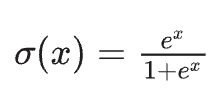 σ(x) = e^x / (1+e^x)